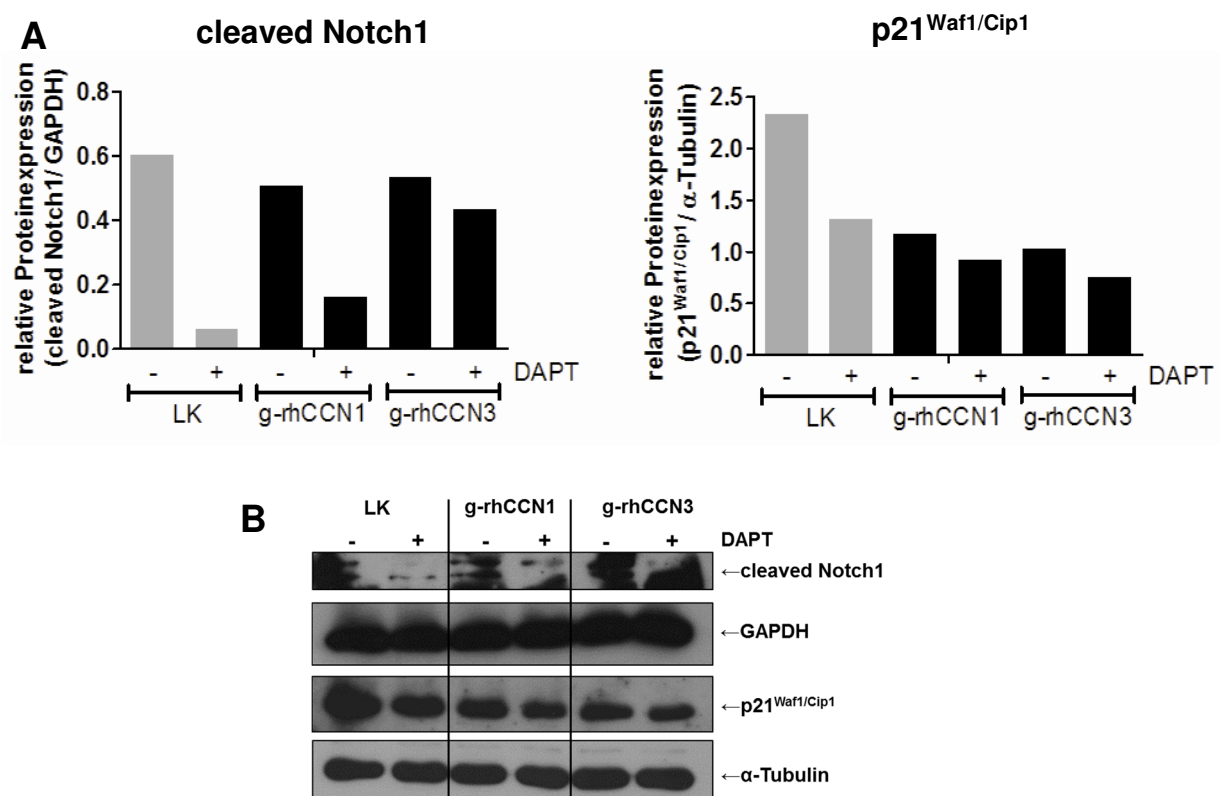 A
cleaved Notch1
relative Proteinexpression
(cleaved Notch1/ GAPDH)
0.8
0.6
0.4
0.2
0.0
- + - + - + DAPT
LK g-rhCCN1 g-rhCCN3
p21Waf1/Cip1
relative Proteinexpression
(p21Waf1/Cip1/ α-Tubulin)
2.5
2.0
1.5
1.0
0.5
0.0
- + - + - + DAPT
LK g-rhCCN1 g-rhCCN3
B
LK g-rhCCN1 g-rhCCN3
- + - + - + DAPT
←cleaved Notch1
←GAPDH
←p21Waf1/Cip1
←α-Tubulin